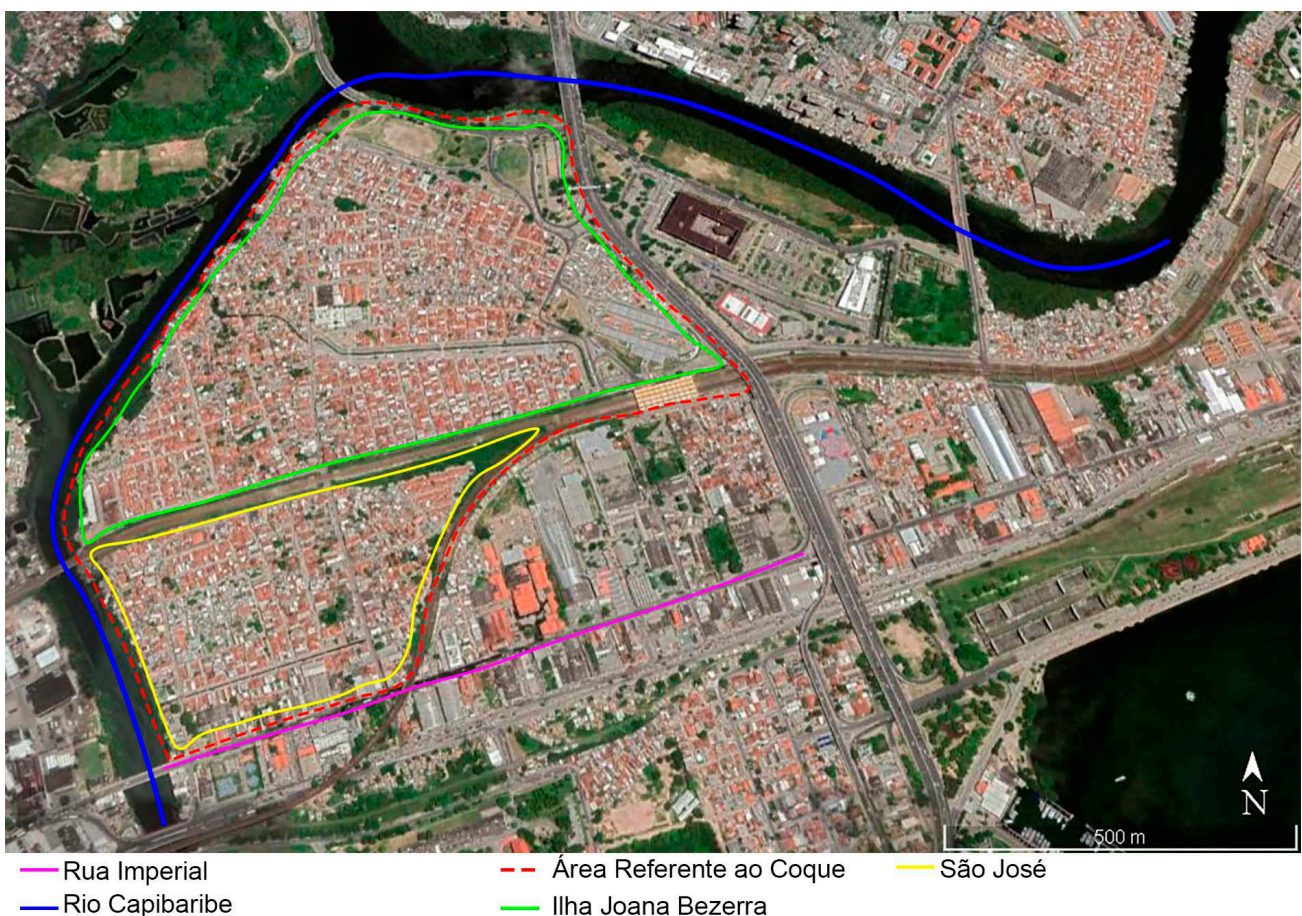 N
500 m
Rua Imperial
Área Referente ao Coque
São José
Rio Capibaribe
Ilha Joana Bezerra